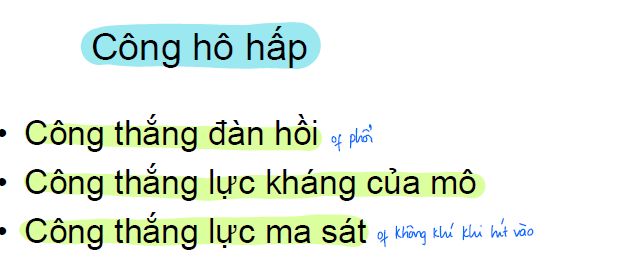 Công hô hấp
• Công thắng đàn hồi of phổi
• Công thắng lực kháng của mô
• Công thắng lực ma sát of không khí khi hít vào